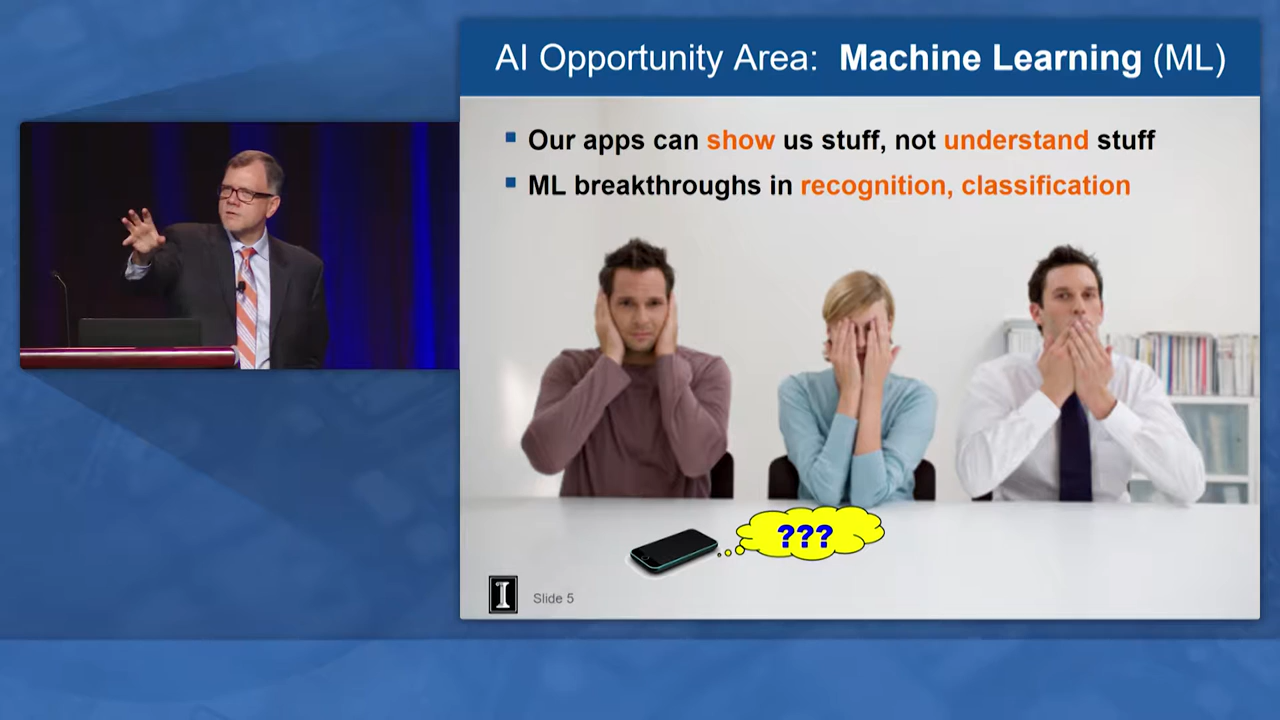 AI Opportunity Area: Machine Learning (ML)
Our apps can show us stuff, not understand stuff
ML breakthroughs in recognition, classification
???
I
Slide 5